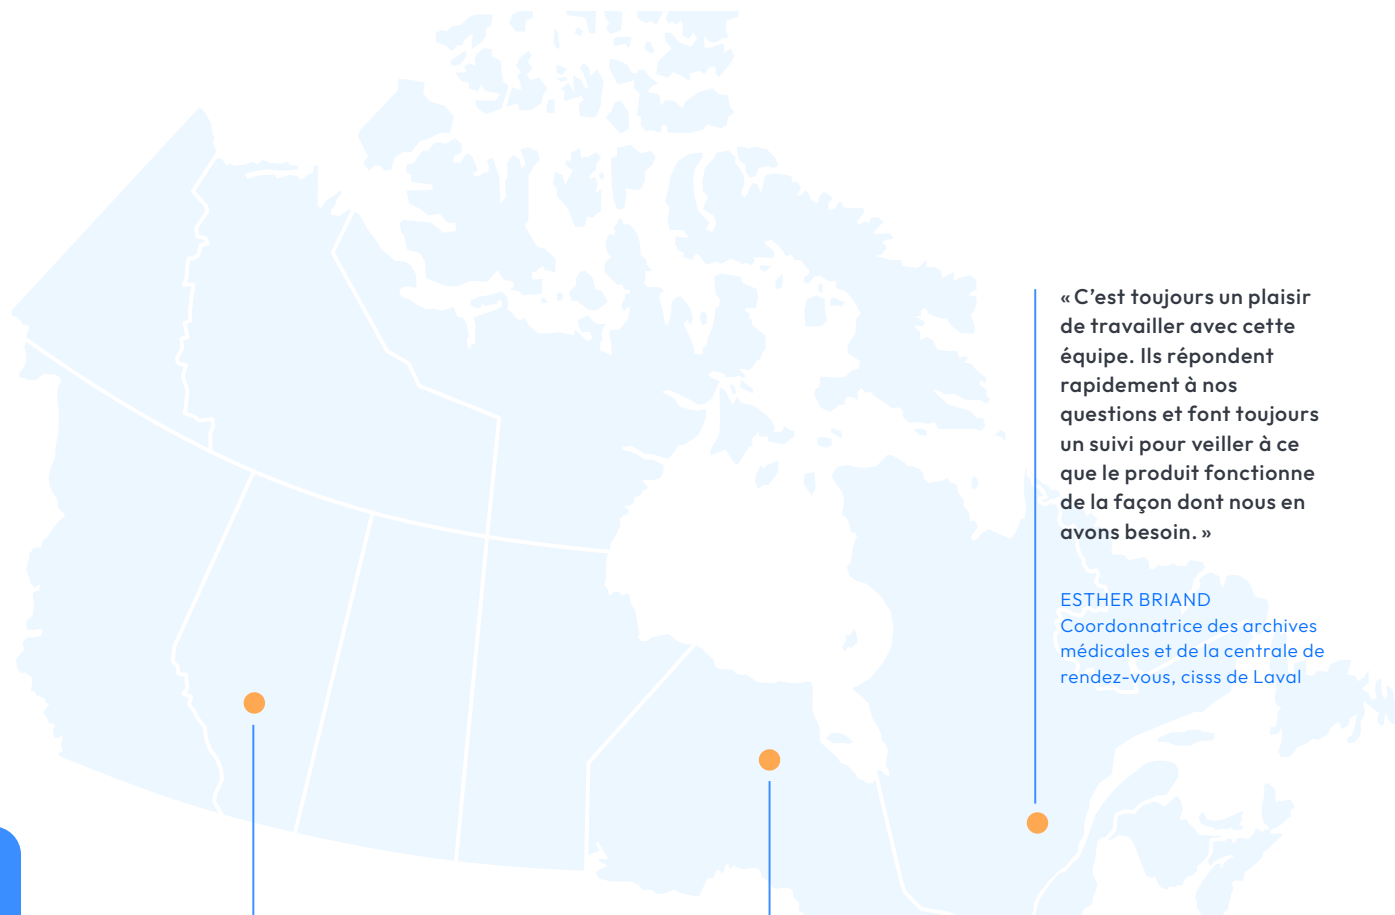 « C’est toujours un plaisir
de travailler avec cette
équipe. Ils répondent
rapidement à nos
questions et font toujours
un suivi pour veiller à ce
que le produit fonctionne
de la façon dont nous en
avons besoin. »
ESTHER BRIAND
Coordonnatrice des archives
médicales et de la centrale de
rendez-vous, cisss de Laval